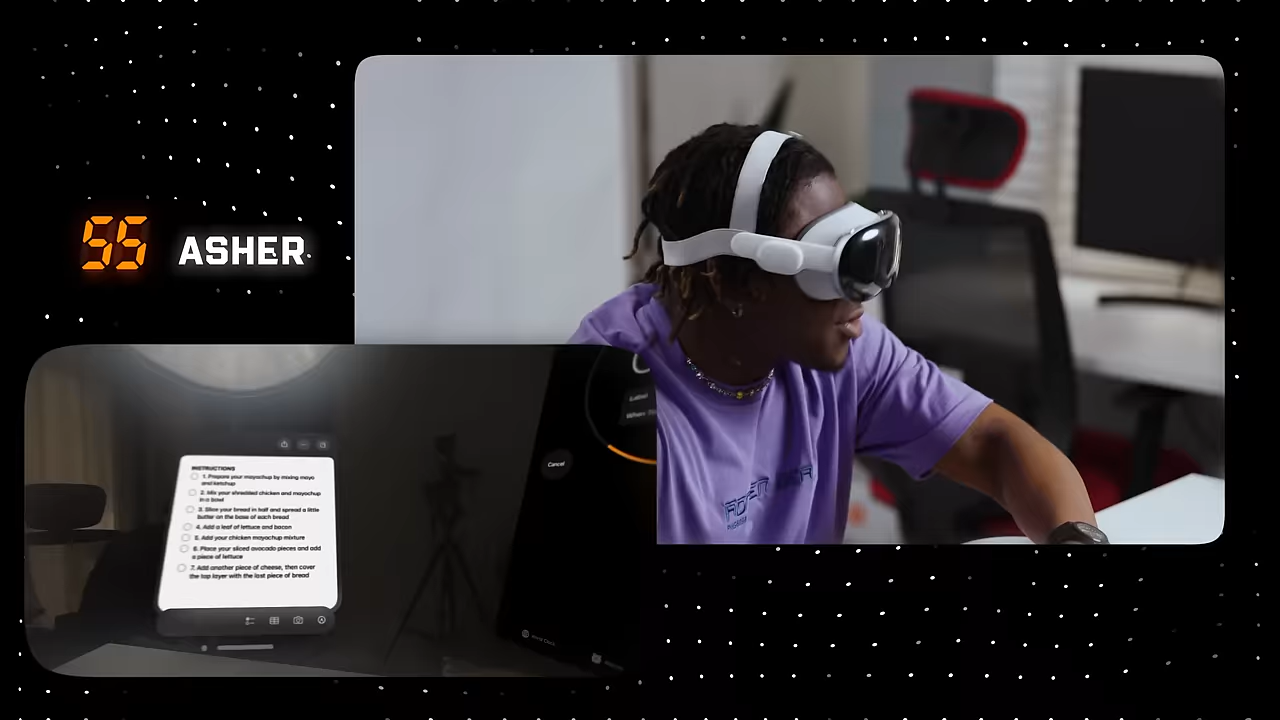 55 ASHER
INSTRUCTIONS
1. Prepare your mayochup by mixing mayo
and ketchup
2. Mix your shredded chicken and mayochup
in a bowl
3. Slice your bread in half and spread a little
butter on the base of each bread
4. Add a leaf of lettuce and bacon
5. Add your chicken mayochup mixture
6. Place your sliced avocado pieces and add
a piece of lettuce
7. Add another piece of cheese, then cover
the top layer with the last piece of bread
Label
Cancel